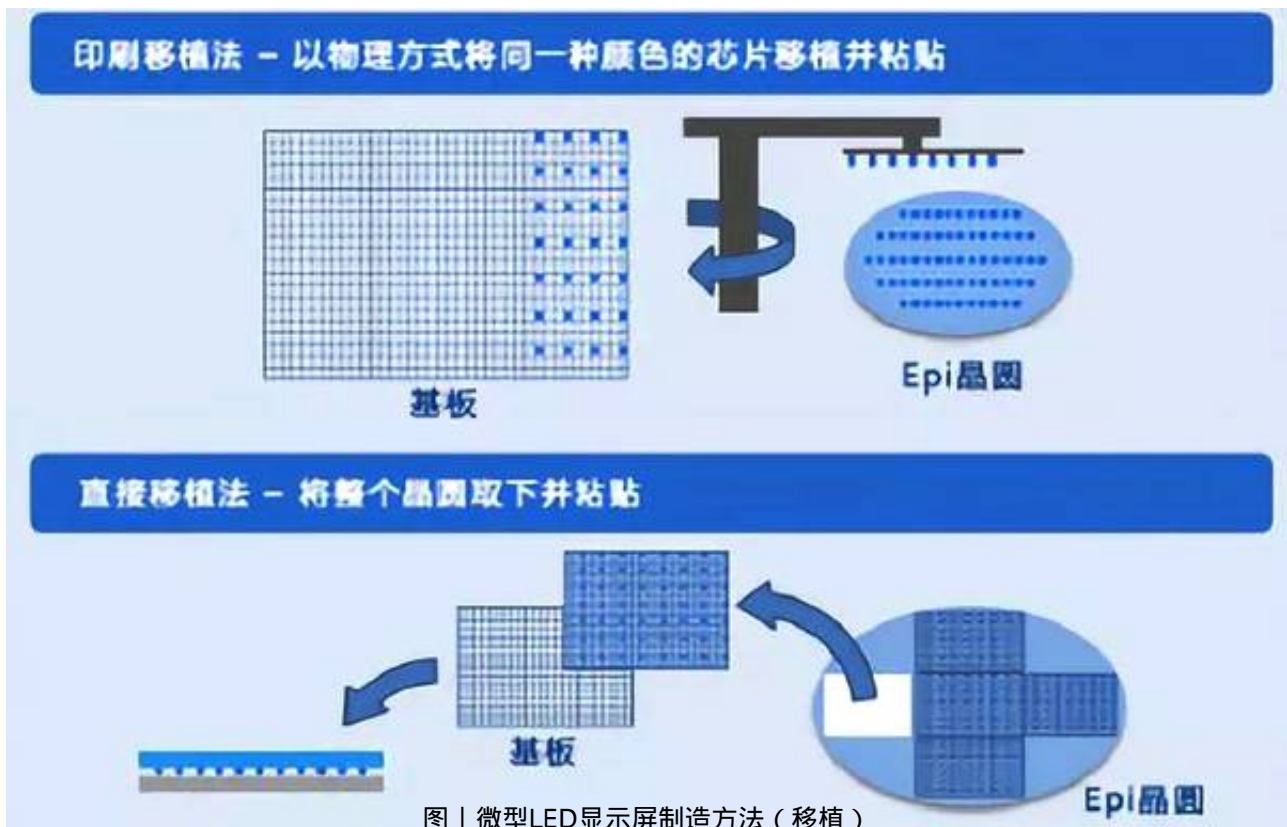 印刷移植法 – 以物理方式将同一种颜色的芯片移植并粘贴
基板
Epi晶圆
直接移植法 – 将整个晶圆取下并粘贴
基板
Epi晶圆
图 | 微型LED显示屏制造方法（移植）